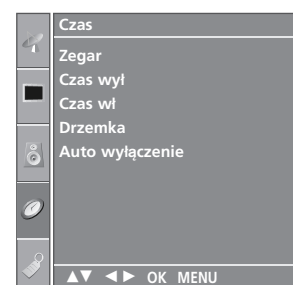 Czas
Zegar
Czas wył
Czas wł
Drzemka
Auto wyłączenie
▲▼ ◄► OK MENU